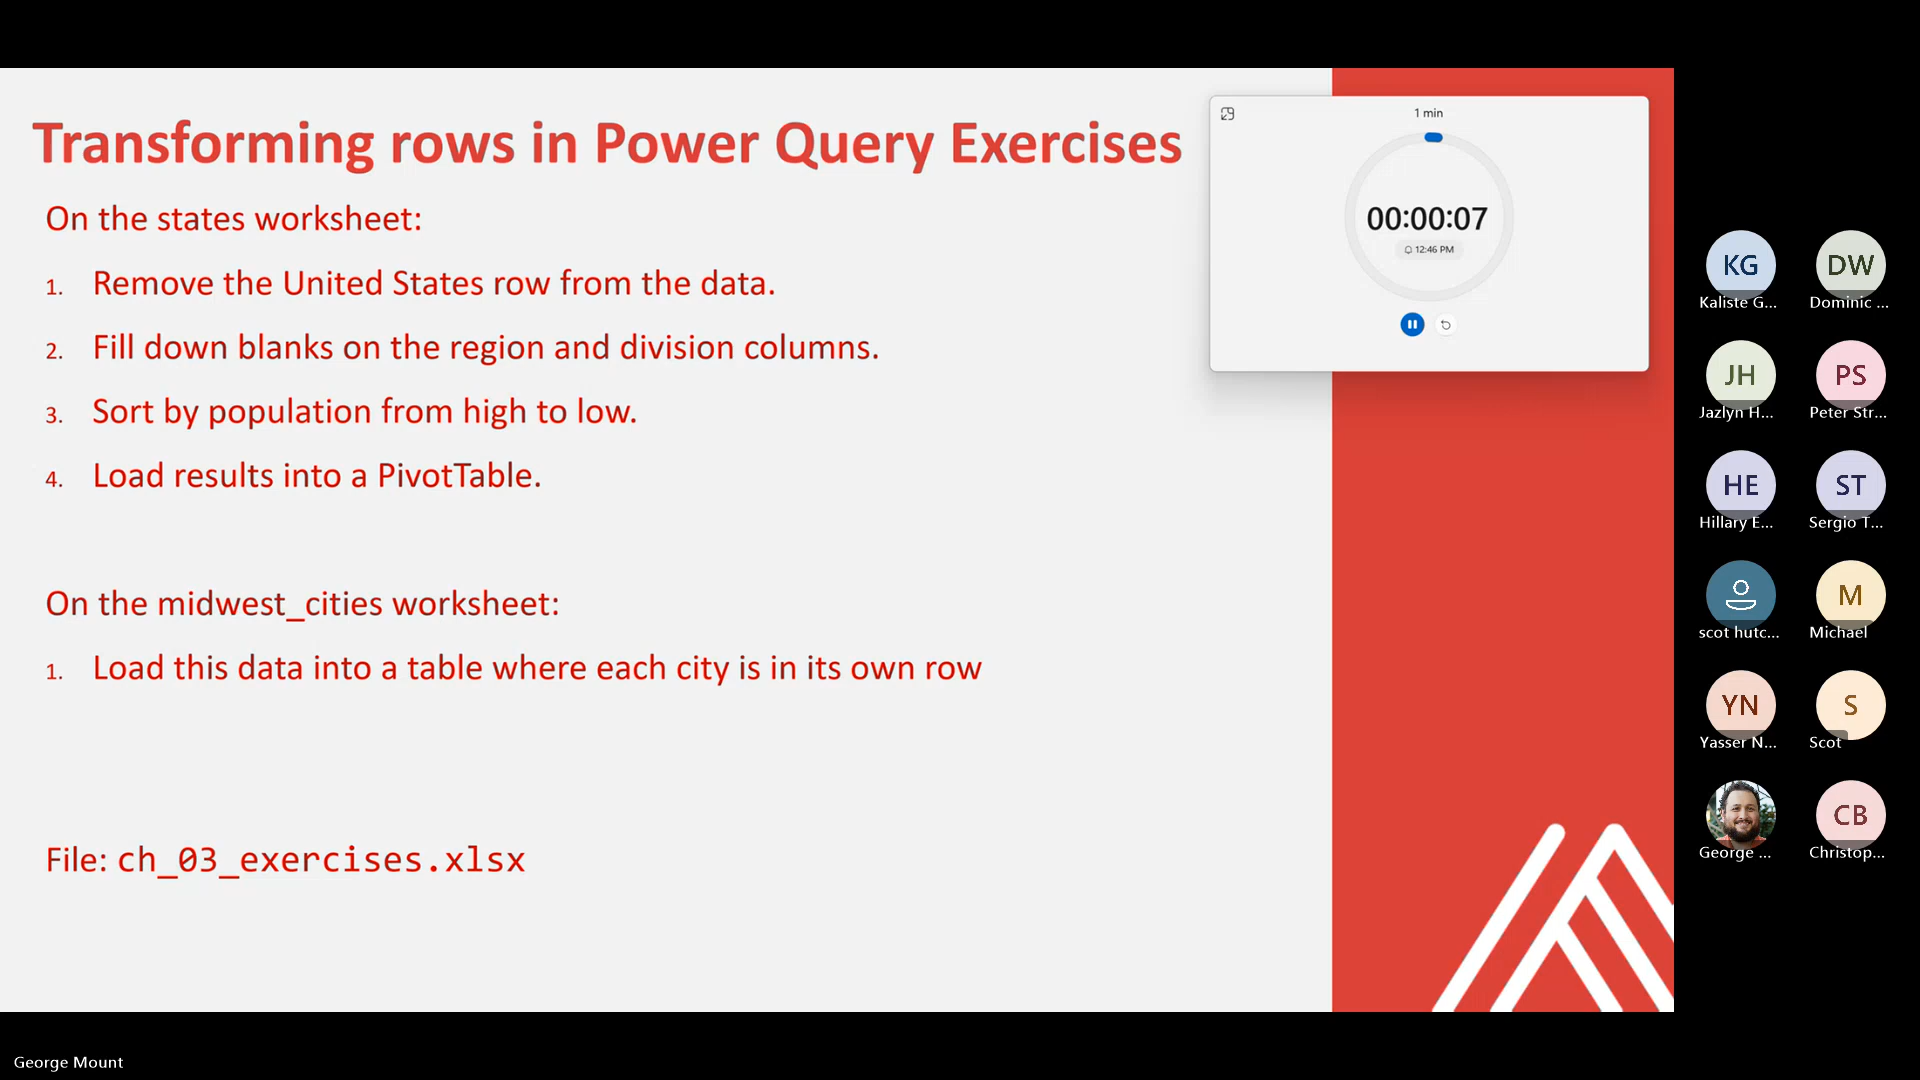 Transforming rows in Power Query Exercises
On the states worksheet:
1. Remove the United States row from the data.
2. Fill down blanks on the region and division columns.
3. Sort by population from high to low.
4. Load results into a PivotTable.
On the midwest_cities worksheet:
1. Load this data into a table where each city is in its own row
File: ch_03_exercises.xlsx
1 min
00:00:07
12:46 PM
KG
Kaliste G...
DW
Dominic ...
JH
Jazlyn H...
PS
Peter Str...
HE
Hillary E...
ST
Sergio T...
scot hutc...
M
Michael
YN
Yasser N...
S
Scot
George ...
CB
Christop...
George Mount